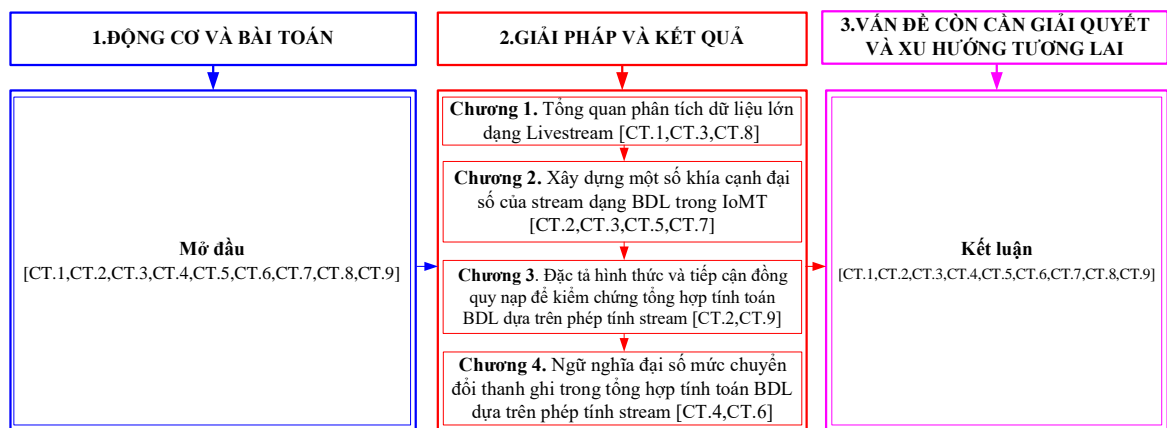 1.ĐỘNG CƠ VÀ BÀI TOÁN
2.GIẢI PHÁP VÀ KẾT QUẢ
3.VẤN ĐỀ CÒN CẦN GIẢI QUYẾT
VÀ XU HƯỚNG TƯƠNG LAI
Mở đầu
[CT.1,CT.2,CT.3,CT.4,CT.5,CT.6,CT.7,CT.8,CT.9]
Chương 1. Tổng quan phân tích dữ liệu lớn
dạng Livestream [CT.1,CT.3,CT.8]
Chương 2. Xây dựng một số khía cạnh đại
số của stream dạng BDL trong IoMT
[CT.2,CT.3,CT.5,CT.7]
Chương 3. Đặc tả hình thức và tiếp cận đồng
quy nạp để kiểm chứng tổng hợp tính toán
BDL dựa trên phép tính stream [CT.2,CT.9]
Chương 4. Ngữ nghĩa đại số mức chuyển
đổi thanh ghi trong tổng hợp tính toán BDL
dựa trên phép tính stream [CT.4,CT.6]
Kết luận
[CT.1,CT.2,CT.3,CT.4,CT.5,CT.6,CT.7,CT.8,CT.9]